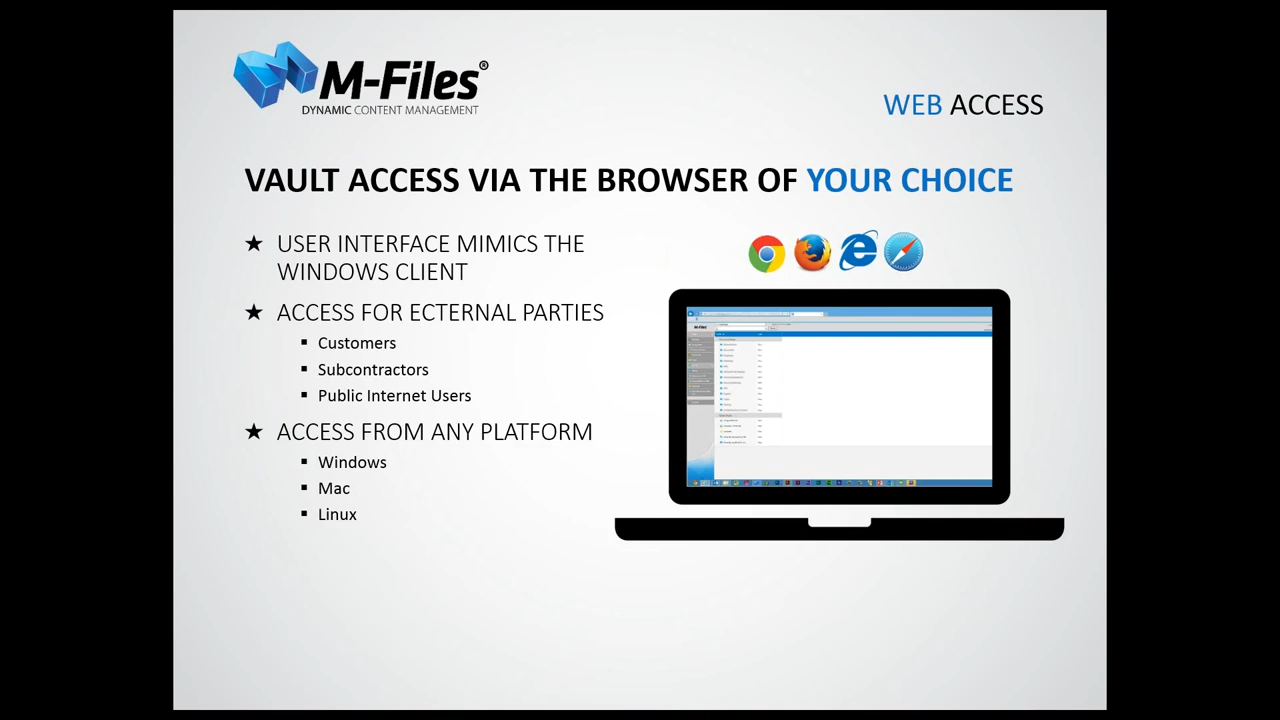 M-Files®
DYNAMIC CONTENT MANAGEMENT
WEB ACCESS
VAULT ACCESS VIA THE BROWSER OF YOUR CHOICE
★ USER INTERFACE MIMICS THE
WINDOWS CLIENT
★ ACCESS FOR ECTERNAL PARTIES
▪ Customers
▪ Subcontractors
▪ Public Internet Users
★ ACCESS FROM ANY PLATFORM
▪ Windows
▪ Mac
▪ Linux
M-Files